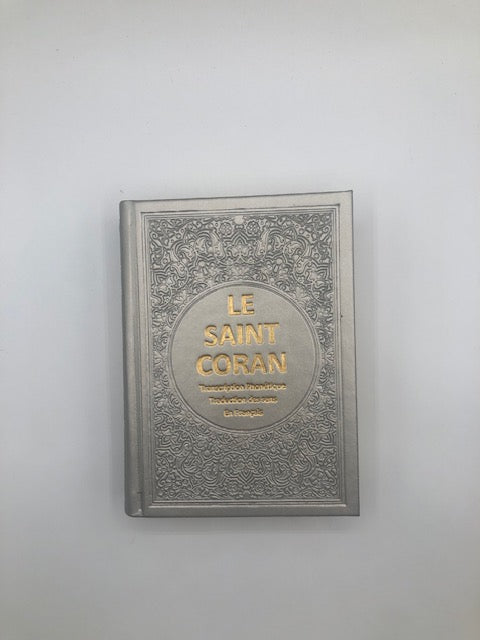 LE
SAINT
CORAN
Transcription Phonétique
Traduction des sens
En Français